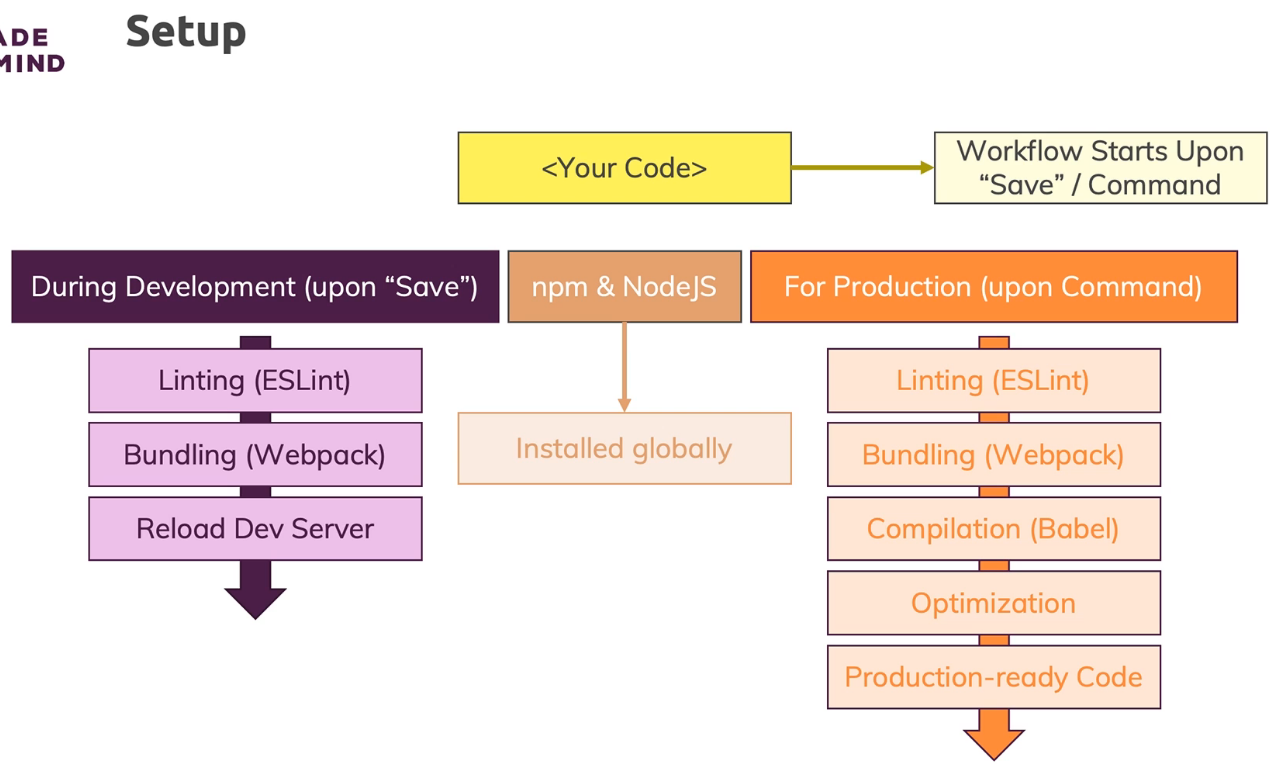 ADE
MIND
Setup
<Your Code>
Workflow Starts Upon
“Save” / Command
During Development (upon “Save”)
npm & NodeJS
For Production (upon Command)
Linting (ESLint)
Bundling (Webpack)
Reload Dev Server
Installed globally
Linting (ESLint)
Bundling (Webpack)
Compilation (Babel)
Optimization
Production-ready Code